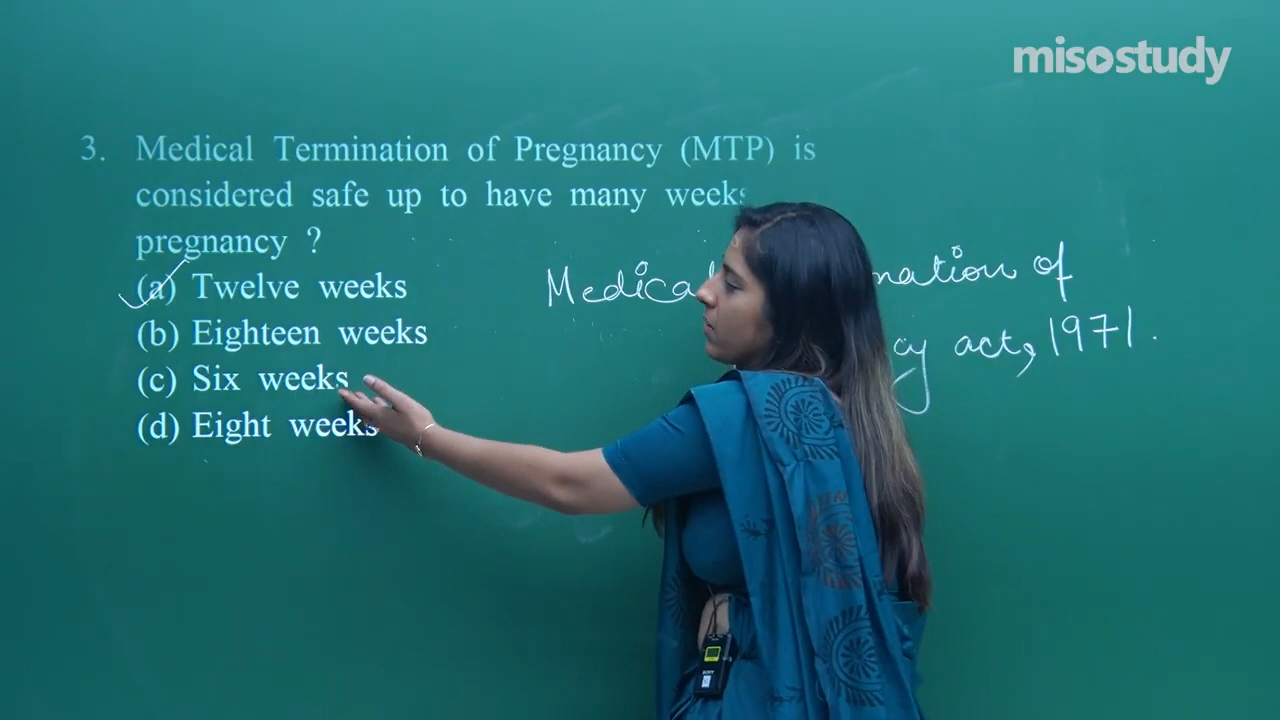 misostudy
3. Medical Termination of Pregnancy (MTP) is
considered safe up to have many weeks
pregnancy ?
(a) Twelve weeks
(b) Eighteen weeks
(c) Six weeks
(d) Eight weeks
Medica nation of
cy act, 1971.